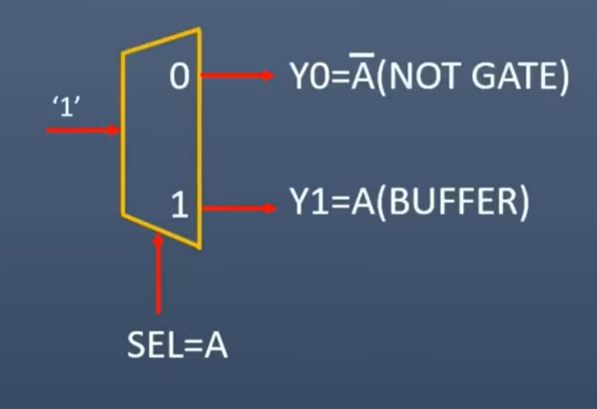 0
Y0=A̅(NOT GATE)
'1'
1
Y1=A(BUFFER)
SEL=A